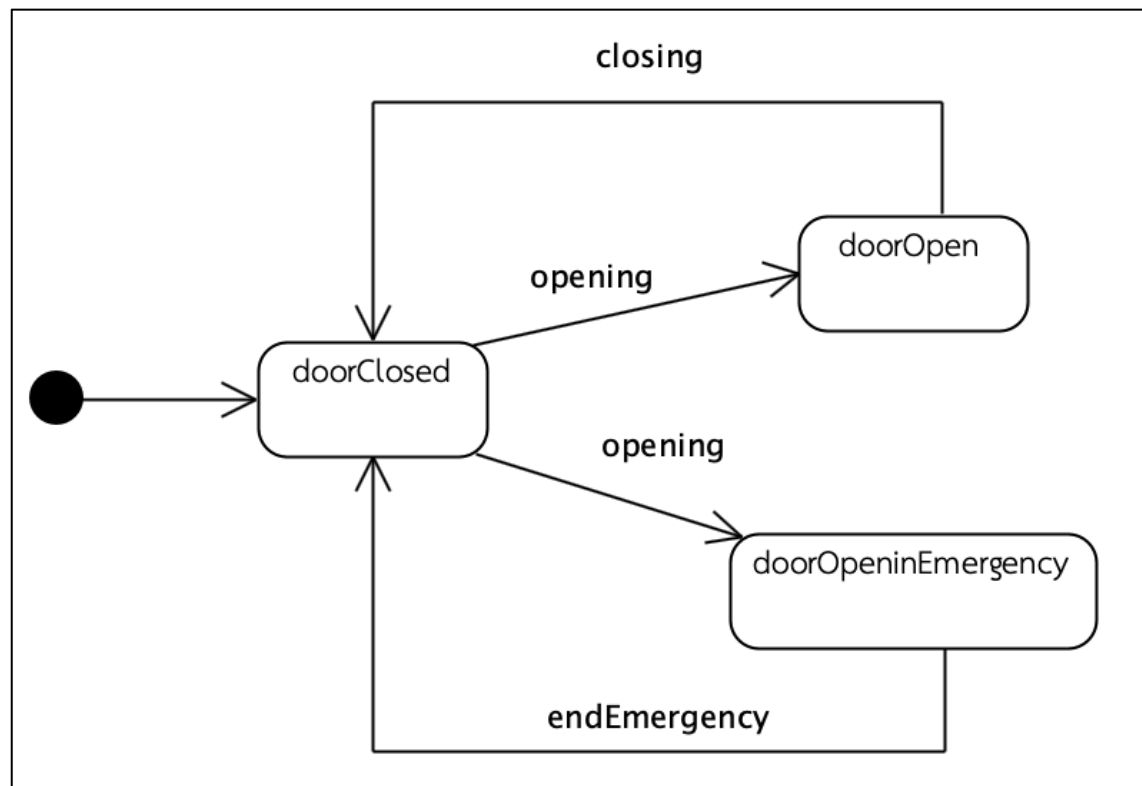 closing
doorOpen
opening
doorClosed
opening
doorOpeninEmergency
endEmergency